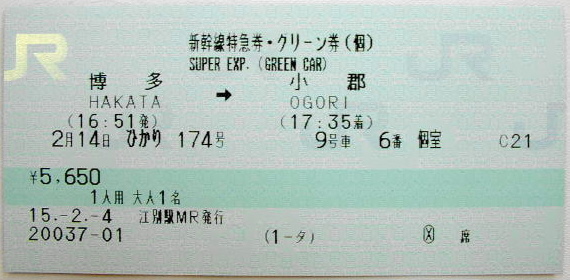 新幹線特急券・グリーン券(個)
SUPER EXP. (GREEN CAR)
博多 → 小郡
HAKATA OGORI
(16:51発) (17:35着)
2月14日 ひかり 174号 9号車 6番 個室 C21
¥5,650
1人用 大人1名
15.-2.-4 江別駅MR発行
20037-01 (1-タ) 席